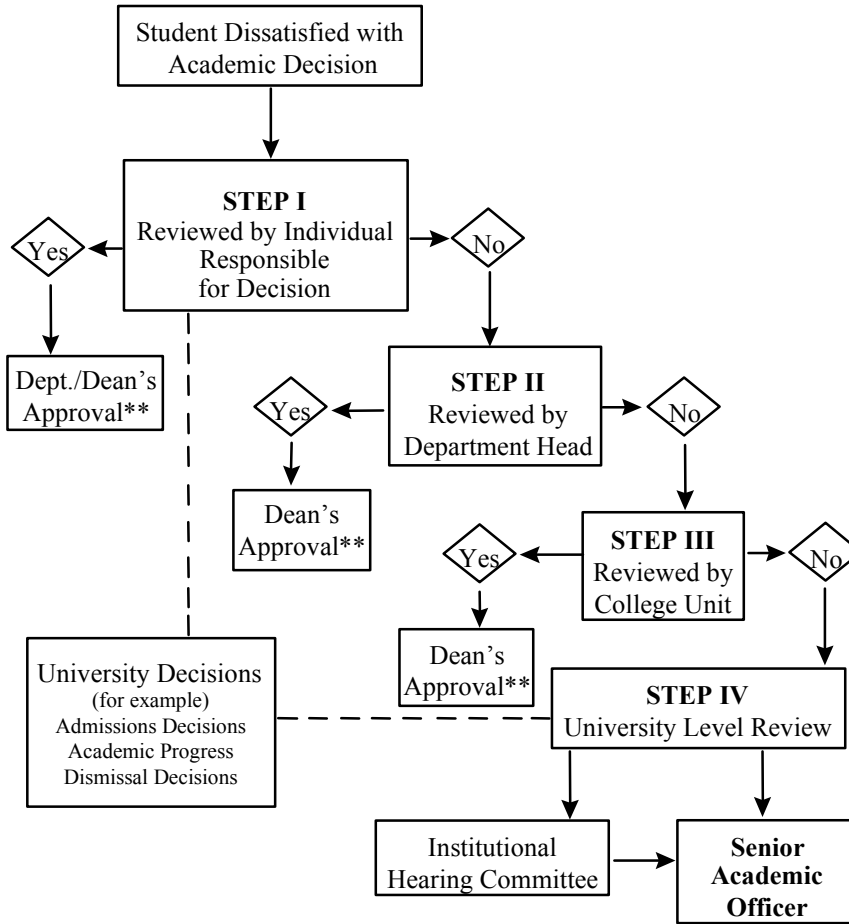 Student Dissatisfied with
Academic Decision
STEP I
Reviewed by Individual
Responsible
for Decision
Yes
No
Dept./Dean’s
Approval**
STEP II
Reviewed by
Department Head
Yes
No
Dean’s
Approval**
STEP III
Reviewed by
College Unit
Yes
No
Dean’s
Approval**
University Decisions
(for example)
Admissions Decisions
Academic Progress
Dismissal Decisions
STEP IV
University Level Review
Institutional
Hearing Committee
Senior
Academic
Officer